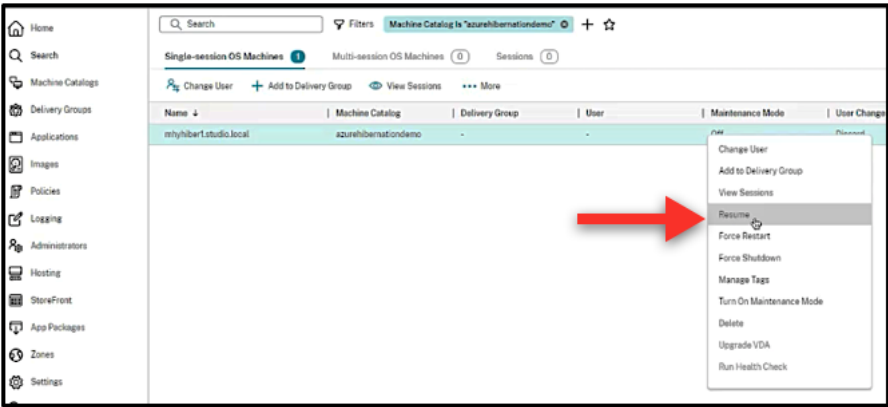 Home
Search
Machine Catalogs
Delivery Groups
Applications
Images
Policies
Logging
Administrators
Hosting
StoreFront
App Packages
Zones
Settings
Search Filters Machine Catalog Is "azurehibernationdemo"
Single-session OS Machines 1 Multi-session OS Machines 0 Sessions 0
Change User Add to Delivery Group View Sessions More
Name Machine Catalog Delivery Group User Maintenance Mode User Change
azurehibernationdemo - - Off Discard
Change User
Add to Delivery Group
View Sessions
Resume
Force Restart
Force Shutdown
Manage Tags
Turn On Maintenance Mode
Delete
Upgrade VDA
Run Health Check